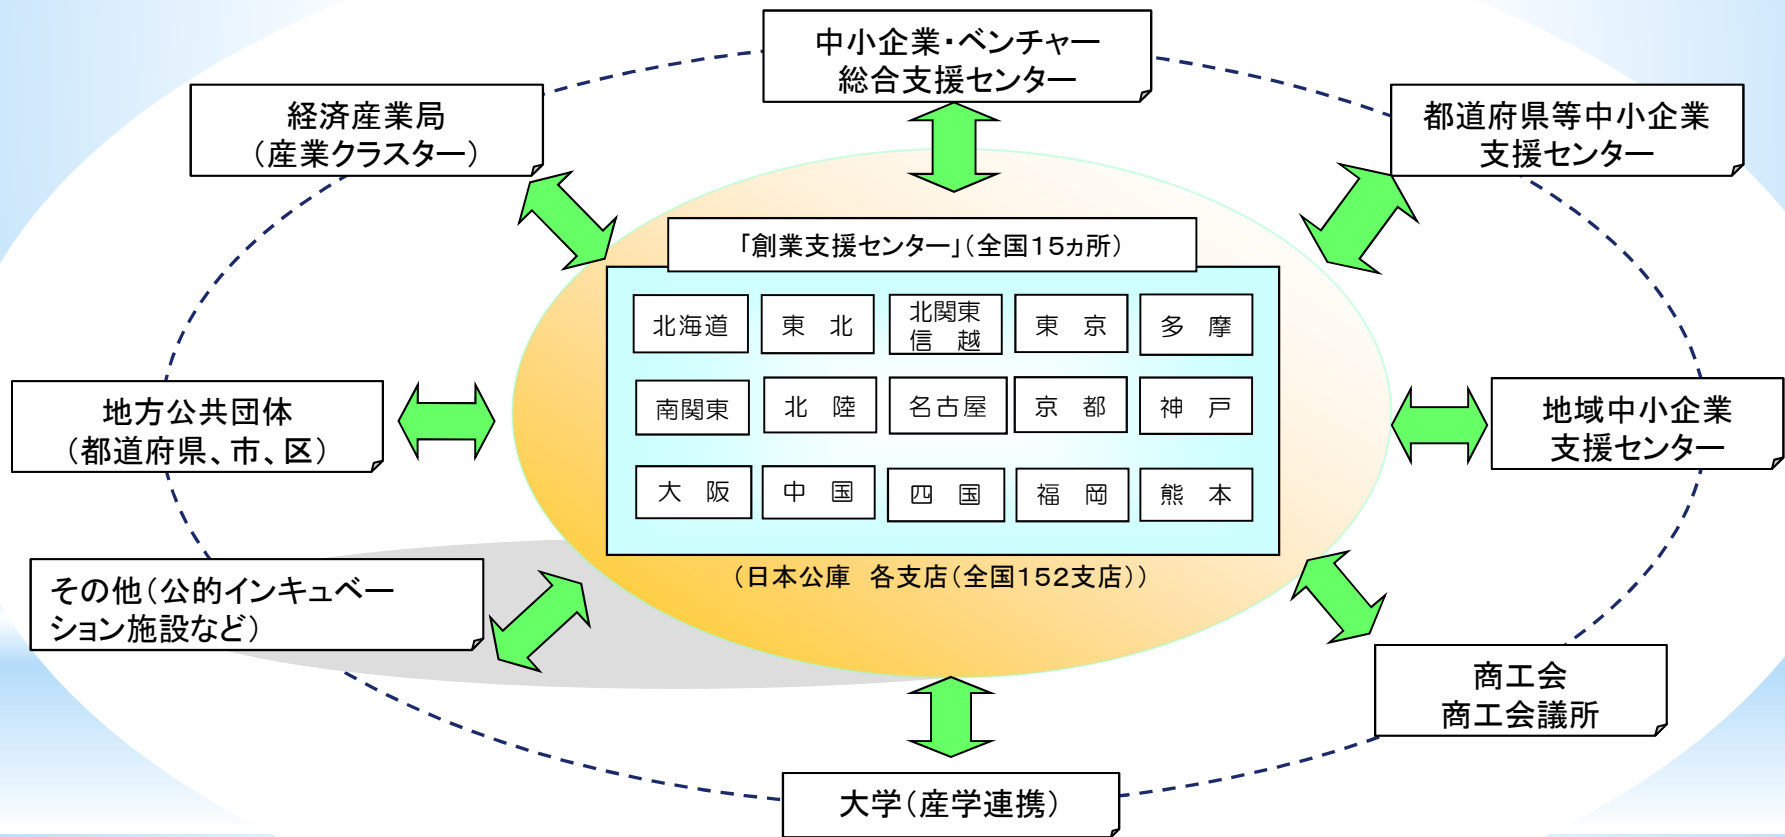 中小企業・ベンチャー
総合支援センター
経済産業局
（産業クラスター）
都道府県等中小企業
支援センター
「創業支援センター」（全国15ヵ所）
北海道
東　北
北関東
信　越
東　京
多　摩
南関東
北　陸
名古屋
京　都
神　戸
大　阪
中　国
四　国
福　岡
熊　本
（日本公庫　各支店（全国152支店））
地方公共団体
（都道府県、市、区）
地域中小企業
支援センター
その他（公的インキュベー
ション施設など）
商工会
商工会議所
大学（産学連携）